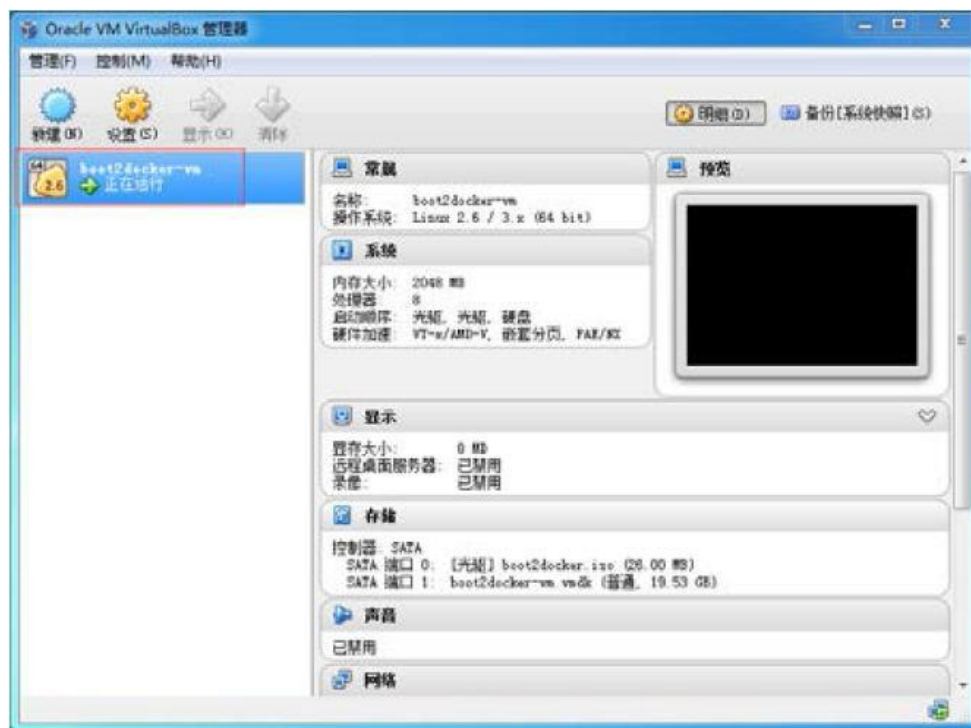 Oracle VM VirtualBox 管理器
管理(F) 控制(M) 帮助(H)
新建(N) 设置(S) 显示(H) 清除
明细(D) 备份[系统快照](S)
64
2.6
boot2docker-vm
正在运行
常规
名称: boot2docker-vm
操作系统: Linux 2.6 / 3.x (64 bit)
系统
内存大小: 2048 MB
处理器: 8
启动顺序: 光驱, 光驱, 硬盘
硬件加速: VT-x/AMD-V, 嵌套分页, PAE/NX
预览
显示
显存大小: 8 MB
远程桌面服务器: 已禁用
录像: 已禁用
存储
控制器: SATA
SATA 端口 0: [光驱] boot2docker.iso (26.00 MB)
SATA 端口 1: boot2docker-vm.vmdk (普通, 19.53 GB)
声音
已禁用
网络